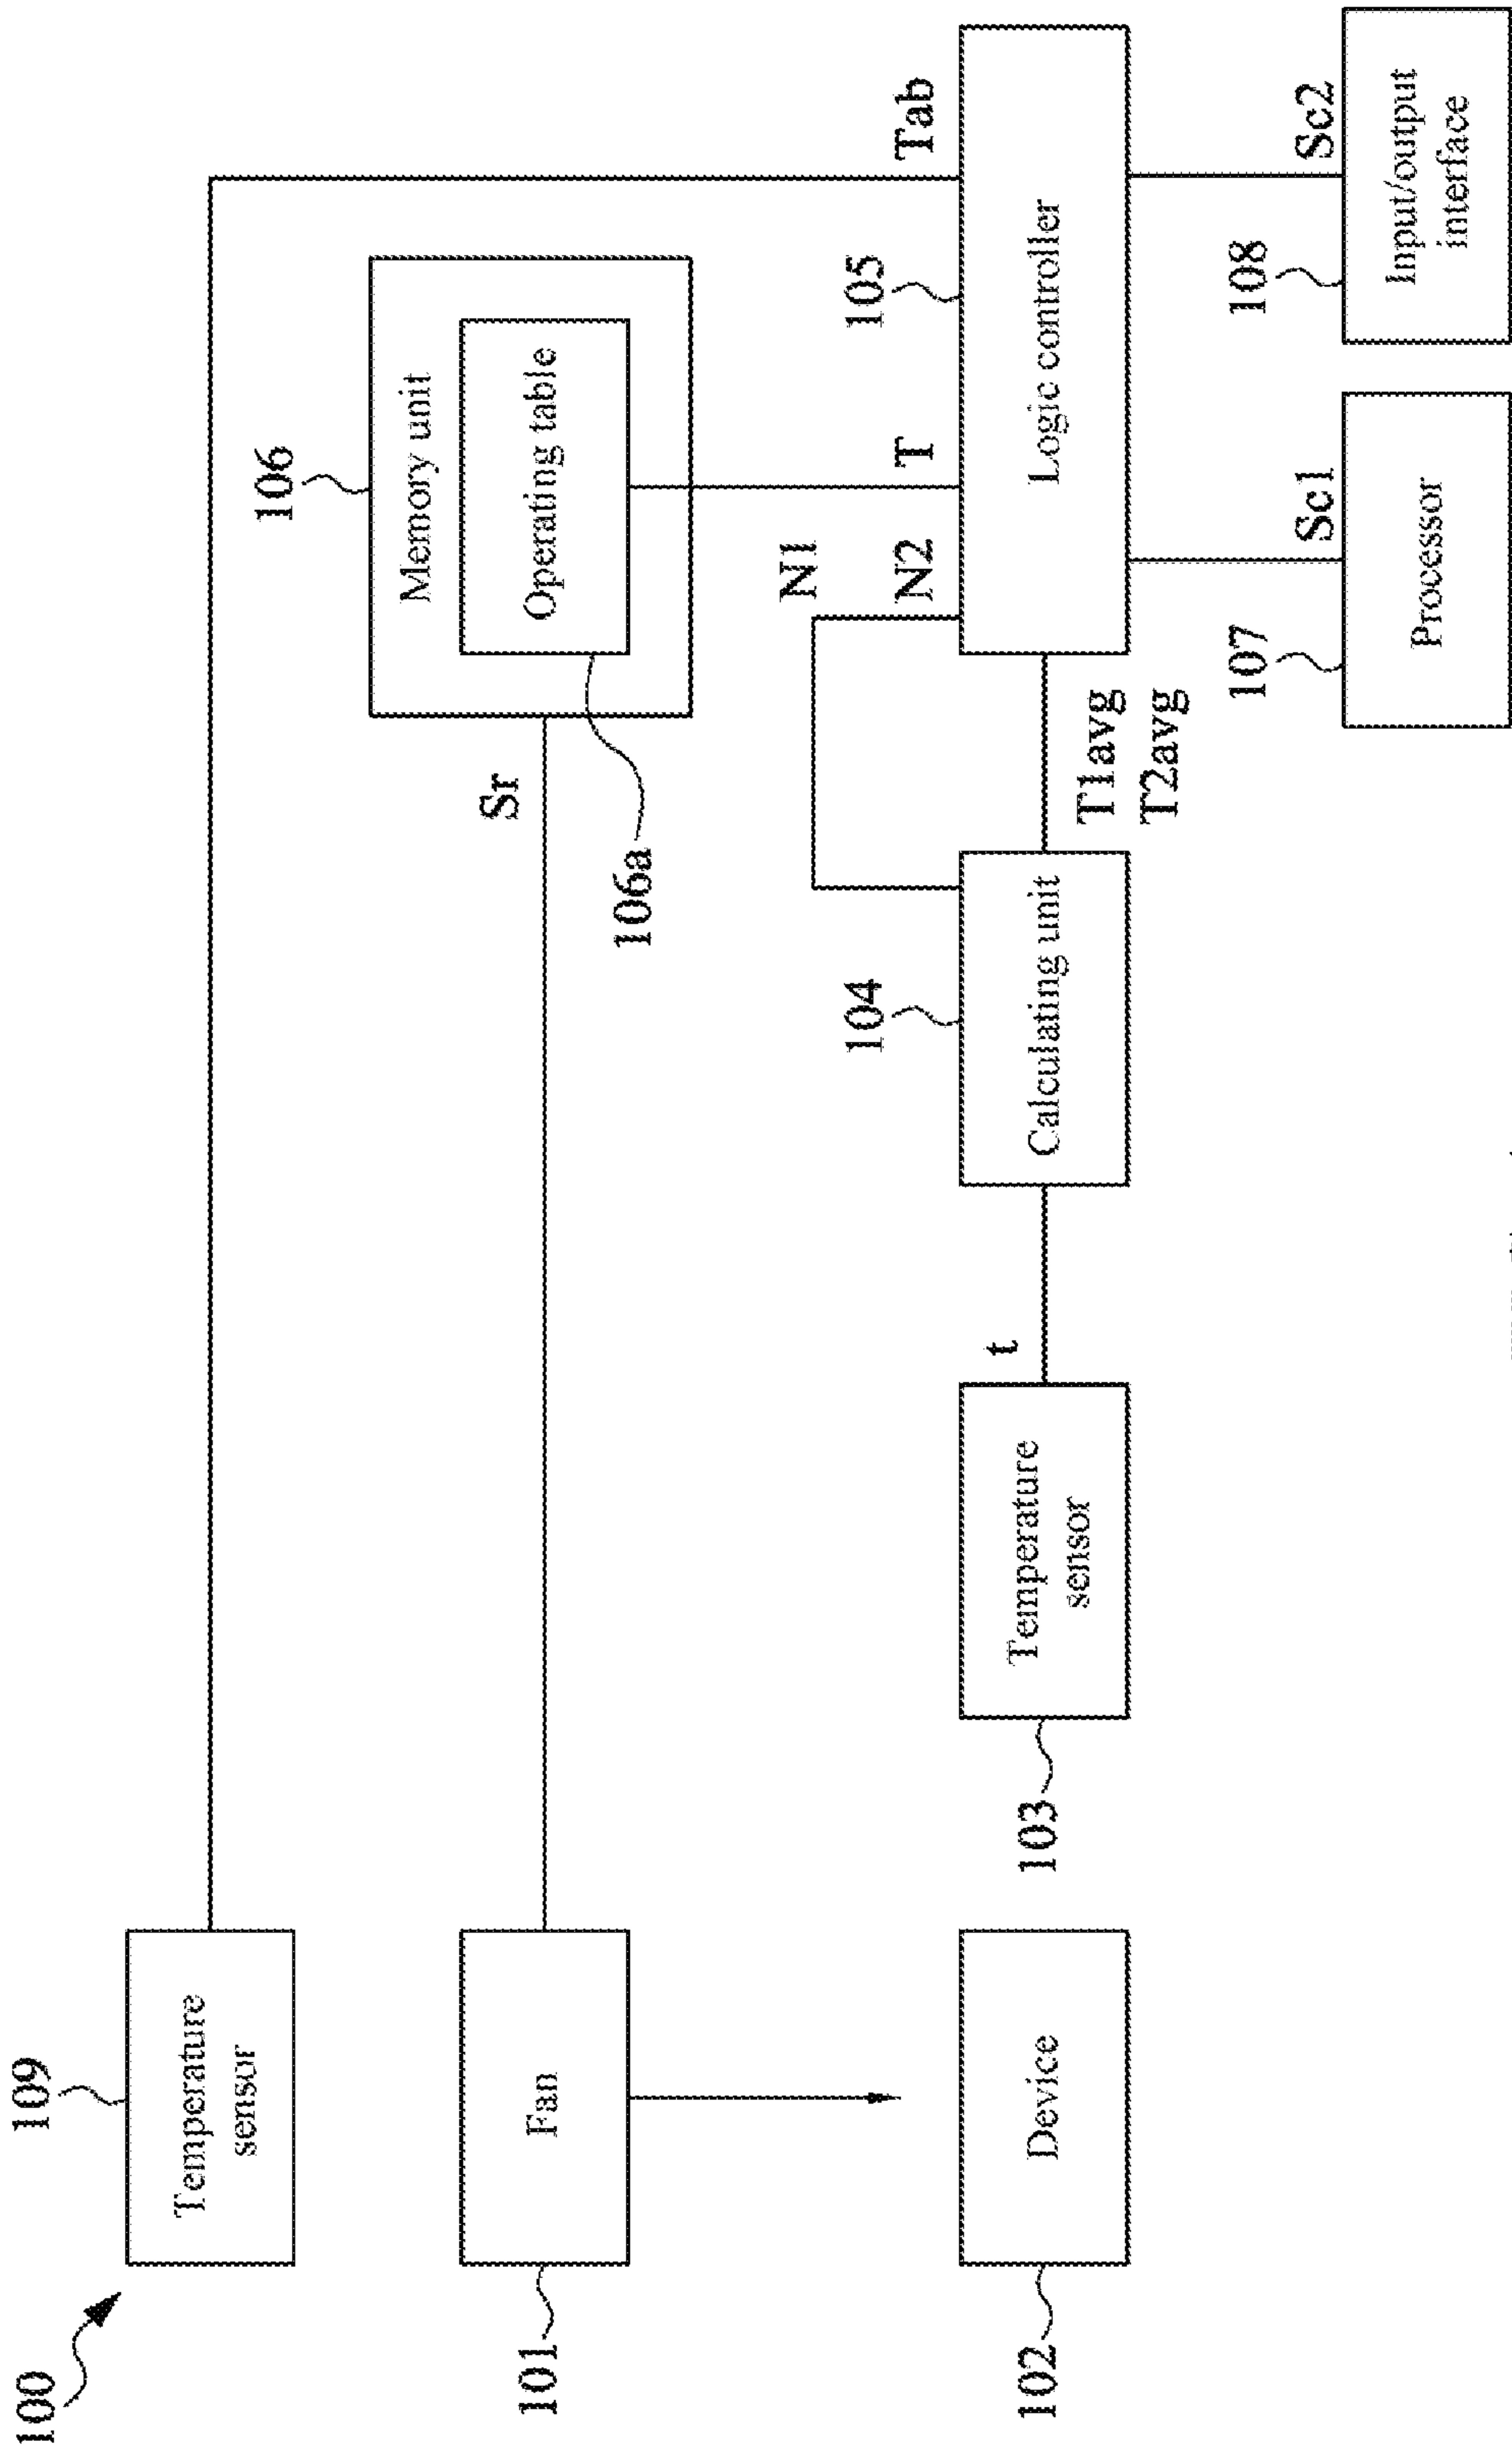 100
109
Temperature
sensor
Tab
101
Fan
Sr
106
Memory unit
Operating table
106a
T
N1
N2
102
Device
103
Temperature
sensor
t
104
Calculating unit
T1avg
T2avg
105
Logic controller
107
Sc1
Processor
108
Sc2
Input/output
interface